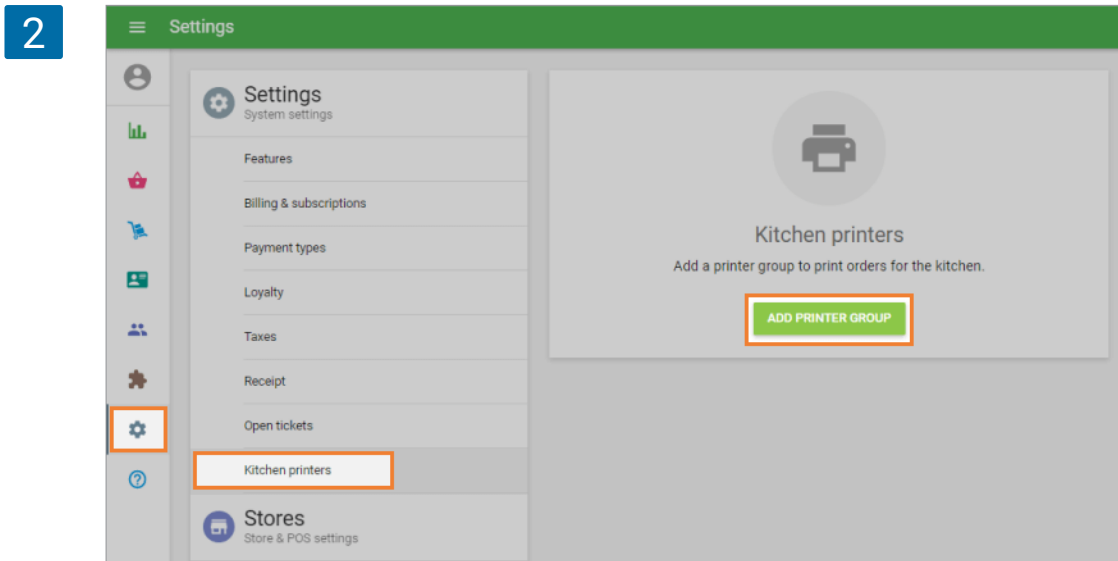 2
Settings
Settings
System settings
Features
Billing & subscriptions
Payment types
Loyalty
Taxes
Receipt
Open tickets
Kitchen printers
Stores
Store & POS settings
Kitchen printers
Add a printer group to print orders for the kitchen.
ADD PRINTER GROUP